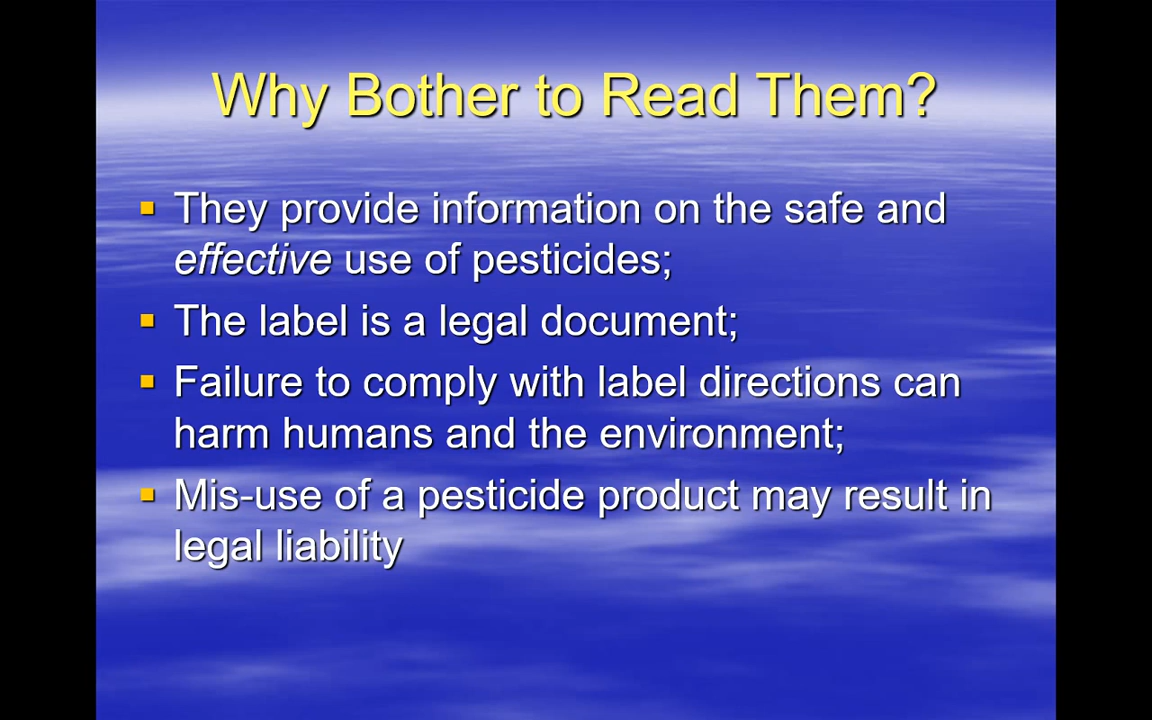 Why Bother to Read Them?
They provide information on the safe and
effective use of pesticides;
The label is a legal document;
Failure to comply with label directions can
harm humans and the environment;
Mis-use of a pesticide product may result in
legal liability